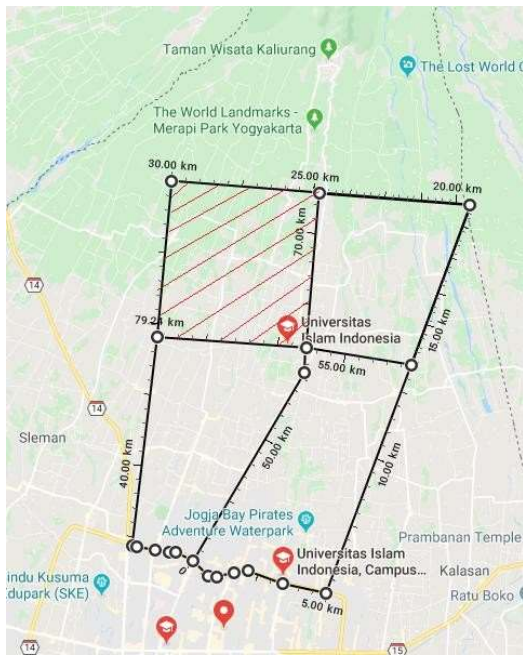 Taman Wisata Kaliurang
The Lost World C
The World Landmarks -
Merapi Park Yogyakarta
30.00 km
25.00 km
20.00 km
70.00 km
14
79.24 km
Universitas
Islam Indonesia
15.00 km
55.00 km
14
Sleman
50.00 km
40.00 km
10.00 km
Jogja Bay Pirates
Adventure Waterpark
Prambanan Temple
Universitas Islam
Indonesia, Campus...
Kalasan
0
indu Kusuma
Edupark (SKE)
5.00 km
Ratu Boko
14
15